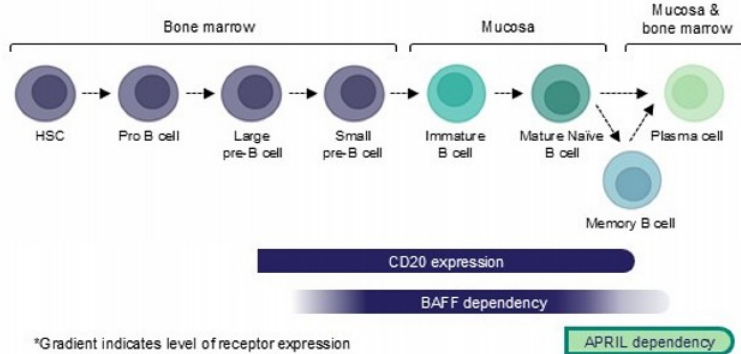 Bone marrow
Mucosa
Mucosa &
bone marrow
HSC
Pro B cell
Large
pre-B cell
Small
pre-B cell
Immature
B cell
Mature Naïve
B cell
Plasma cell
Memory B cell
CD20 expression
BAFF dependency
*Gradient indicates level of receptor expression
APRIL dependency